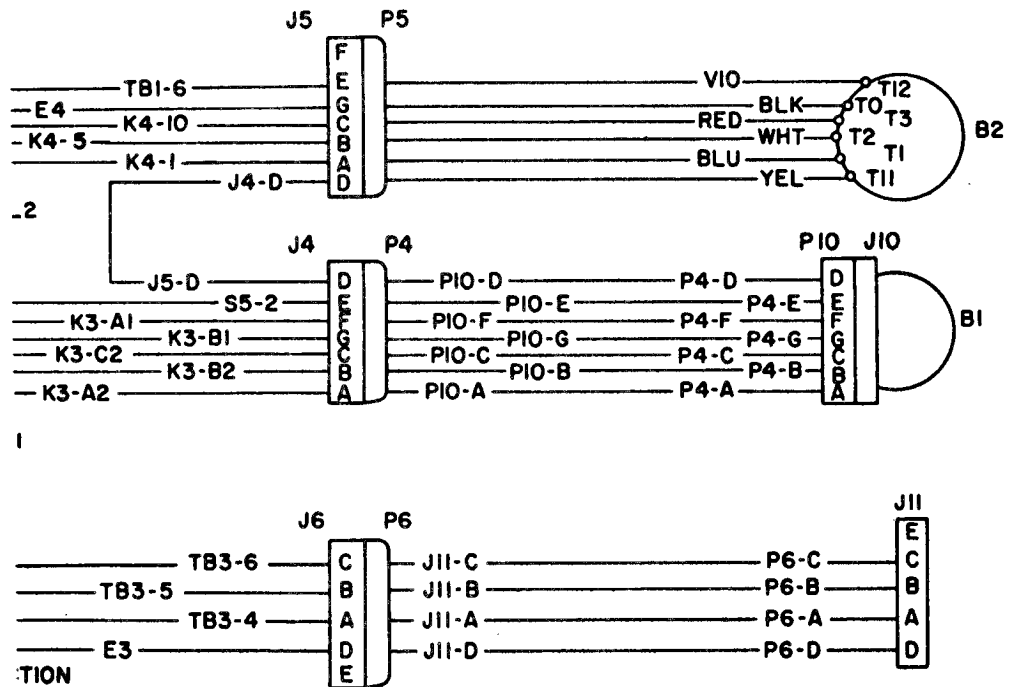 J5 P5
F
TB1-6 E VIO T12
E4 G BLK TO
K4-10 C RED T3
K4-5 B WHT T2 B2
K4-1 A BLU T1
J4-D D YEL T11
-2
J4 P4 P10 J10
J5-D D P10-D P4-D D
S5-2 E P10-E P4-E E
K3-A1 F P10-F P4-F F B1
K3-B1 G P10-G P4-G G
K3-C2 C P10-C P4-C C
K3-B2 B P10-B P4-B B
K3-A2 A P10-A P4-A A
1
J11
J6 P6 E
TB3-6 C J11-C P6-C C
TB3-5 B J11-B P6-B B
TB3-4 A J11-A P6-A A
E3 D J11-D P6-D D
TION E